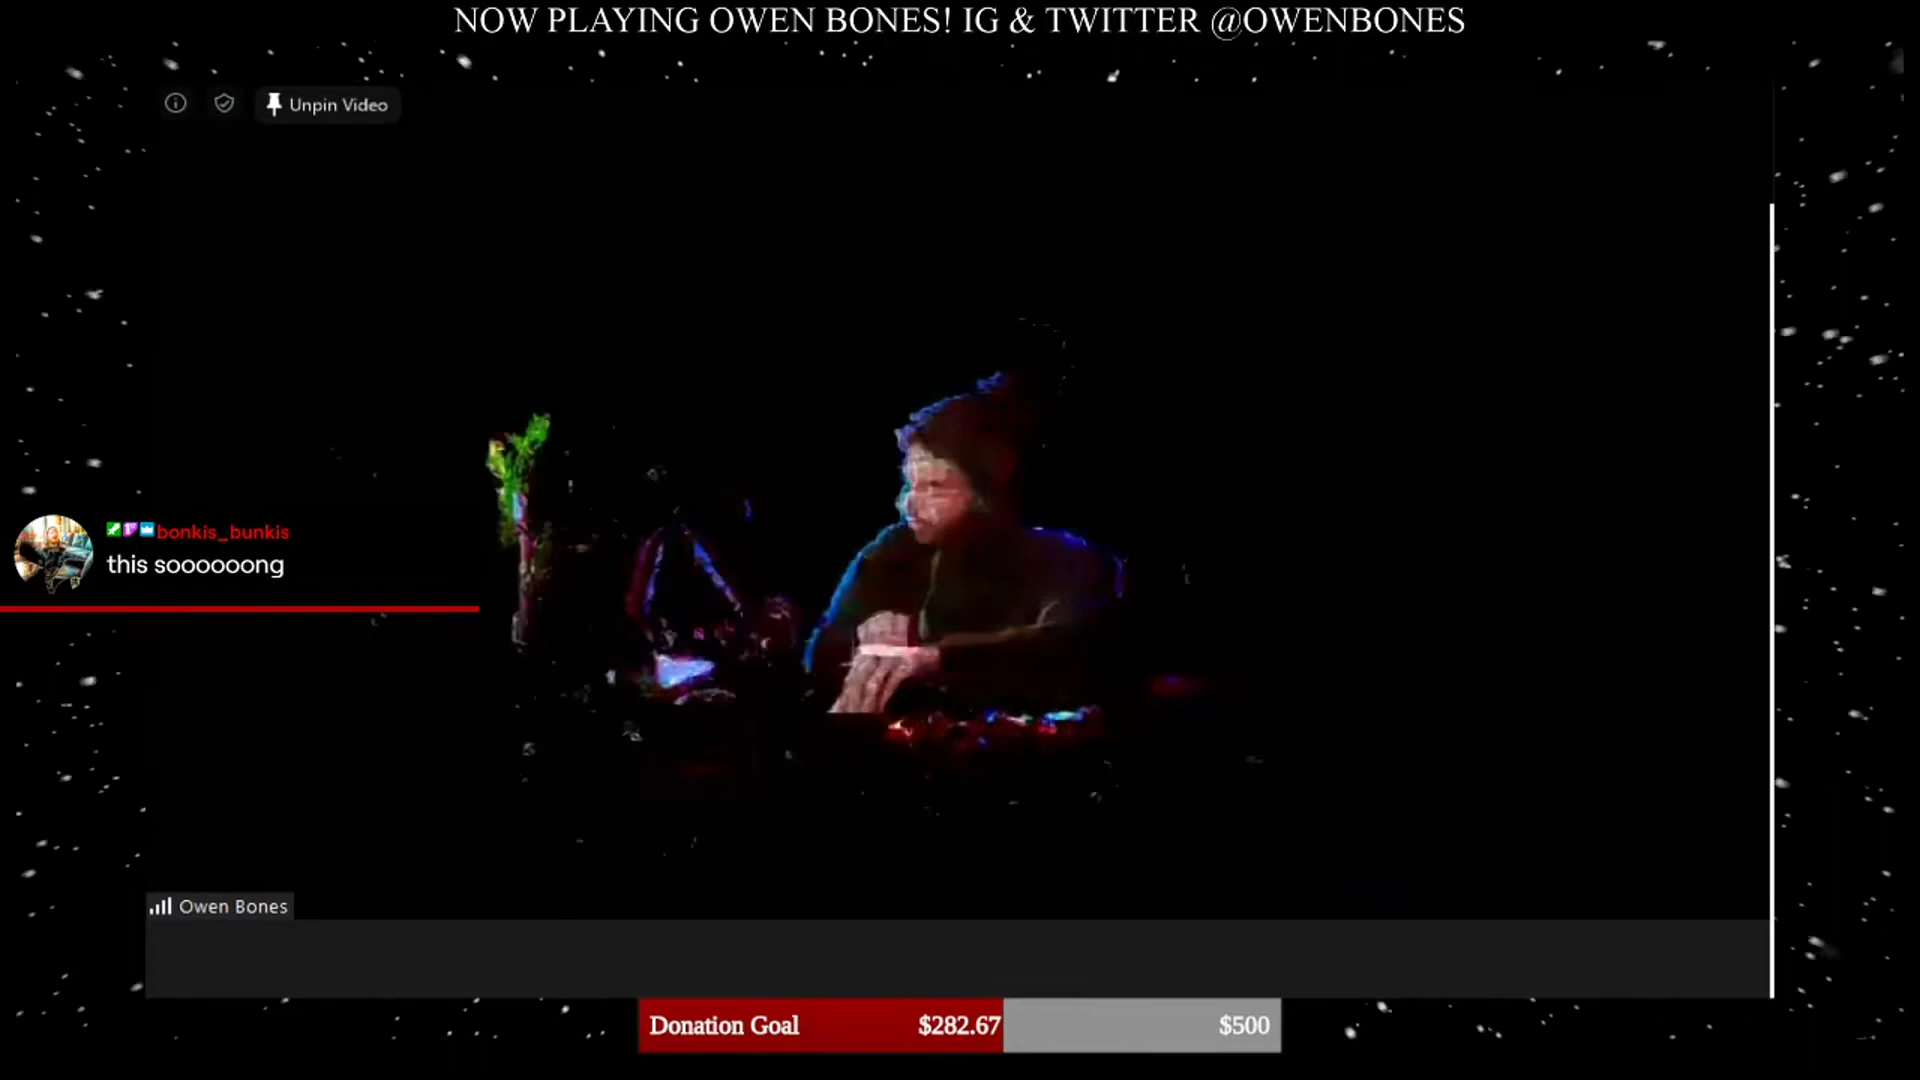 NOW PLAYING OWEN BONES! IG & TWITTER @OWENBONES
Unpin Video
bonkis_bunkis
this sooooooong
Owen Bones
Donation Goal $282.67 $500